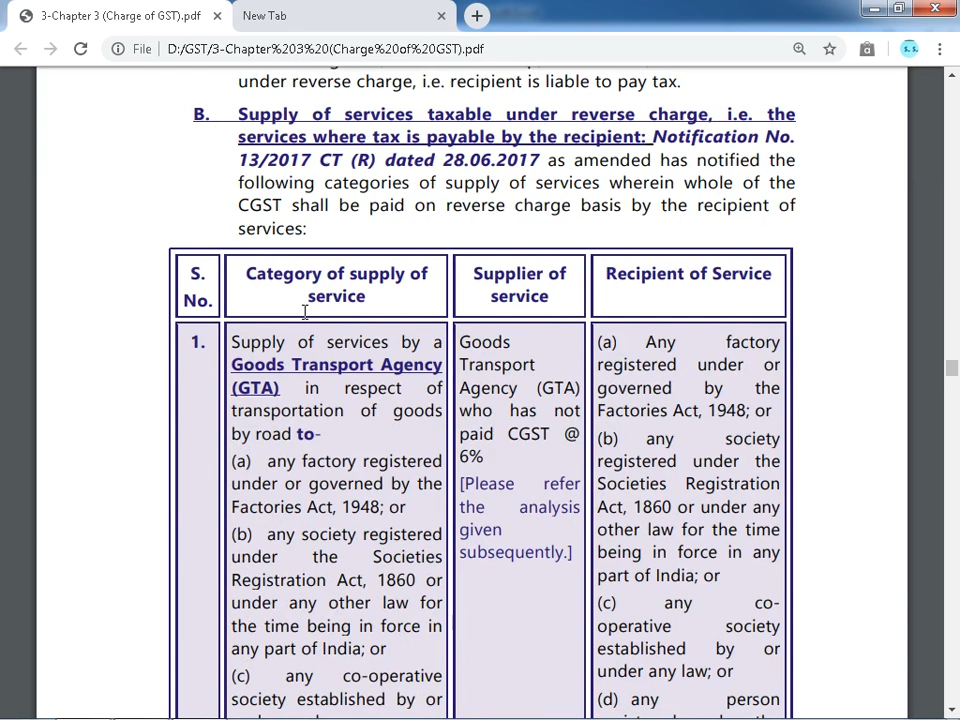 3-Chapter 3 (Charge of GST).pdf
New Tab
File
D:/GST/3-Chapter%203%20(Charge%20of%20GST).pdf
under reverse charge, i.e. recipient is liable to pay tax.
B. Supply of services taxable under reverse charge, i.e. the
services where tax is payable by the recipient: Notification No.
13/2017 CT (R) dated 28.06.2017 as amended has notified the
following categories of supply of services wherein whole of the
CGST shall be paid on reverse charge basis by the recipient of
services:
S.
No.
Category of supply of
service
Supplier of
service
Recipient of Service
1.
Supply of services by a
Goods Transport Agency
(GTA) in respect of
transportation of goods
by road to-
(a) any factory registered
under or governed by the
Factories Act, 1948; or
(b) any society registered
under the Societies
Registration Act, 1860 or
under any other law for
the time being in force in
any part of India; or
(c) any co-operative
society established by or
Goods
Transport
Agency (GTA)
who has not
paid CGST @
6%
[Please refer
the analysis
given
subsequently.]
(a) Any factory
registered under or
governed by the
Factories Act, 1948; or
(b) any society
registered under the
Societies Registration
Act, 1860 or under any
other law for the time
being in force in any
part of India; or
(c) any co-
operative society
established by or
under any law; or
(d) any person